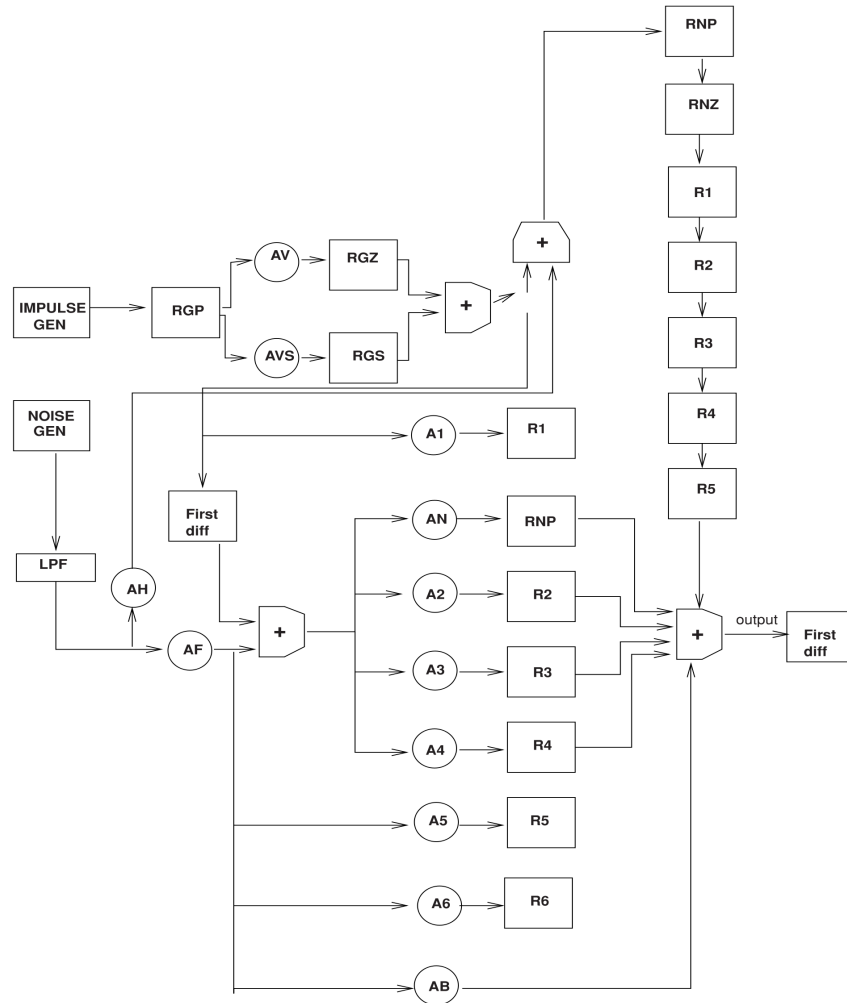 RNP
RNZ
R1
R2
R3
R4
R5
+
AV
RGZ
IMPULSE
GEN
RGP
+
AVS
RGS
NOISE
GEN
A1
R1
First
diff
AN
RNP
LPF
AH
A2
R2
+
AF
+
output
First
diff
A3
R3
A4
R4
A5
R5
A6
R6
AB